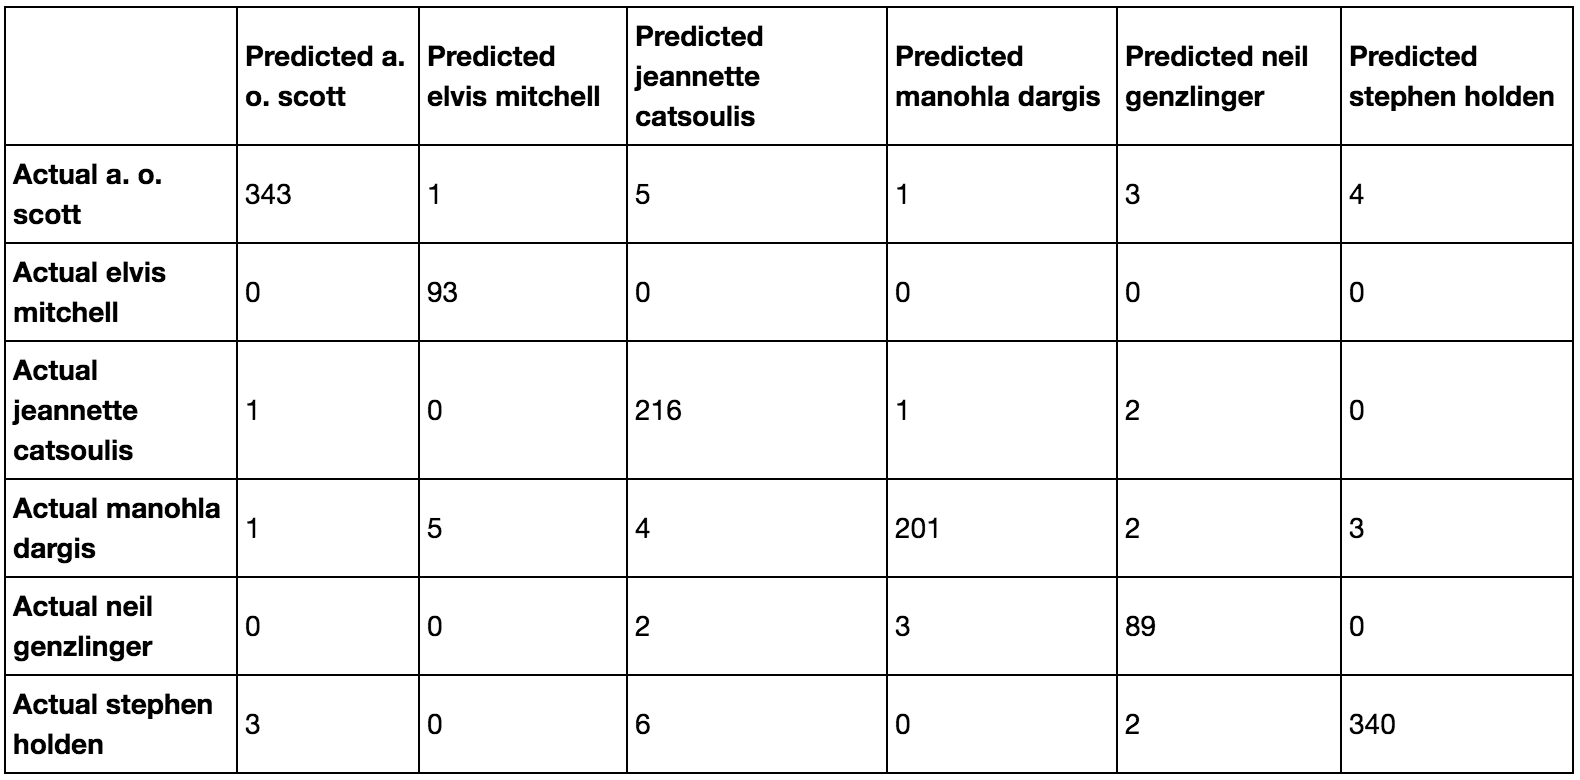 Predicted a. o. scott
Predicted elvis mitchell
Predicted jeannette catsoulis
Predicted manohla dargis
Predicted neil genzlinger
Predicted stephen holden
Actual a. o. scott
343 1 5 1 3 4
Actual elvis mitchell
0 93 0 0 0 0
Actual jeannette catsoulis
1 0 216 1 2 0
Actual manohla dargis
1 5 4 201 2 3
Actual neil genzlinger
0 0 2 3 89 0
Actual stephen holden
3 0 6 0 2 340